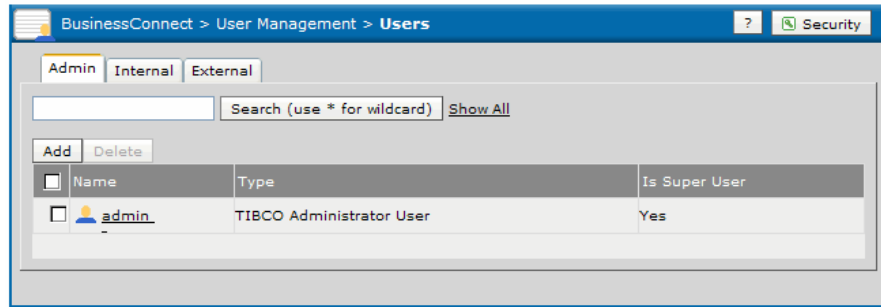 BusinessConnect > User Management > Users
? Security
Admin Internal External
Search (use * for wildcard) Show All
Add Delete
Name Type Is Super User
admin TIBCO Administrator User Yes